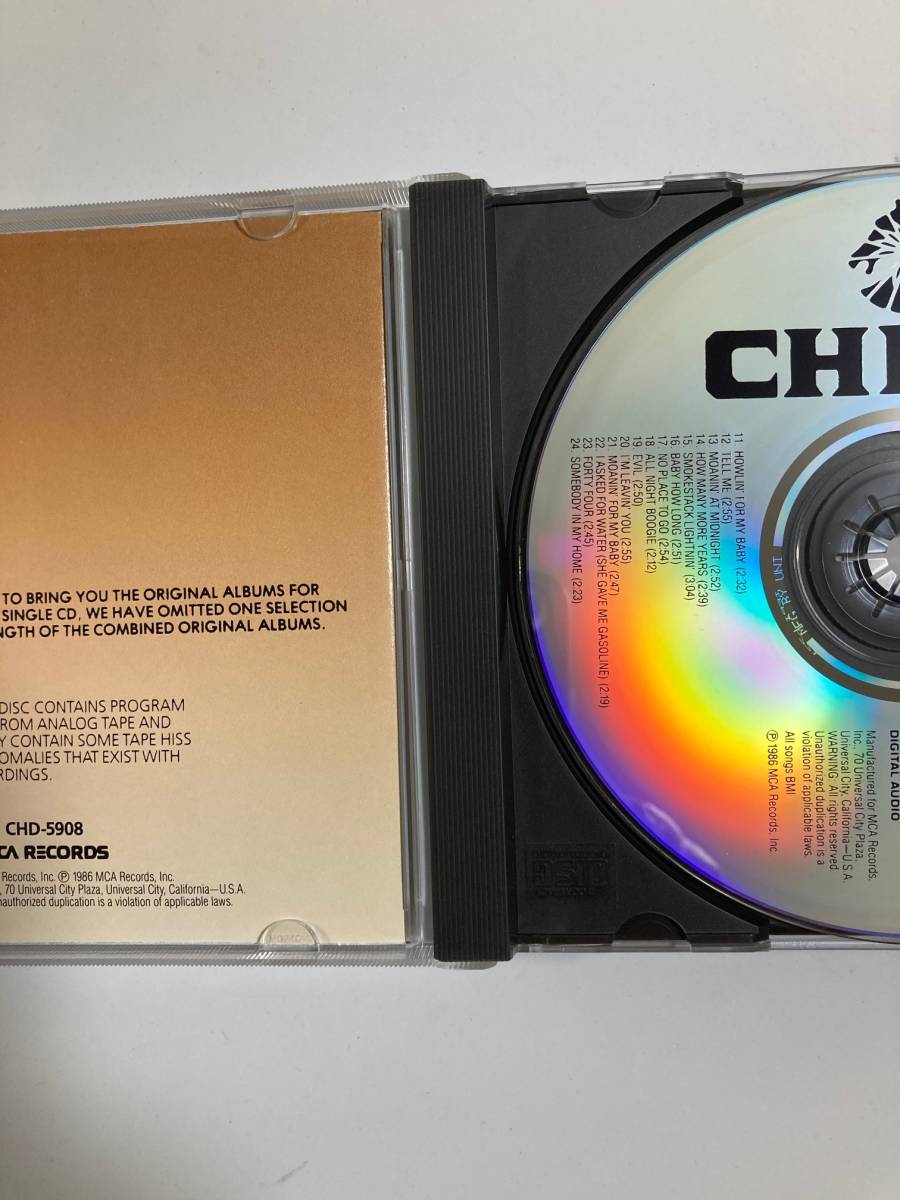 TO BRING YOU THE ORIGINAL ALBUMS FOR
SINGLE CD, WE HAVE OMITTED ONE SELECTION
NGTH OF THE COMBINED ORIGINAL ALBUMS.
DISC CONTAINS PROGRAM
ROM ANALOG TAPE AND
Y CONTAIN SOME TAPE HISS
OMALIES THAT EXIST WITH
RDINGS.
CHD-5908
CA RECORDS
Records, Inc. ℗ 1986 MCA Records, Inc.
, 70 Universal City Plaza, Universal City, California—U.S.A.
nauthorized duplication is a violation of applicable laws.
CH
11. HOWLIN' FOR MY BABY (2:32)
12. TELL ME (2:55)
13. MOANIN' AT MIDNIGHT (2:52)
14. HOW MANY MORE YEARS (2:39)
15. SMOKESTACK LIGHTNIN' (3:04)
16. BABY HOW LONG (2:51)
17. NO PLACE TO GO (2:54)
18. ALL NIGHT BOOGIE (2:12)
19. EVIL (2:50)
20. I'M LEAVIN' YOU (2:55)
21. MOANIN' FOR MY BABY (2:47)
22. I ASKED FOR WATER (SHE GAVE ME GASOLINE) (2:19)
23. FORTY FOUR (2:45)
24. SOMEBODY IN MY HOME (2:23)
MFG BY UNI
DIGITAL AUDIO
Manufactured for MCA Records,
Inc., 70 Universal City Plaza,
Universal City, California—U.S.A.
WARNING: All rights reserved.
Unauthorized duplication is a
violation of applicable laws.
All songs BMI
℗ 1986 MCA Records, Inc.